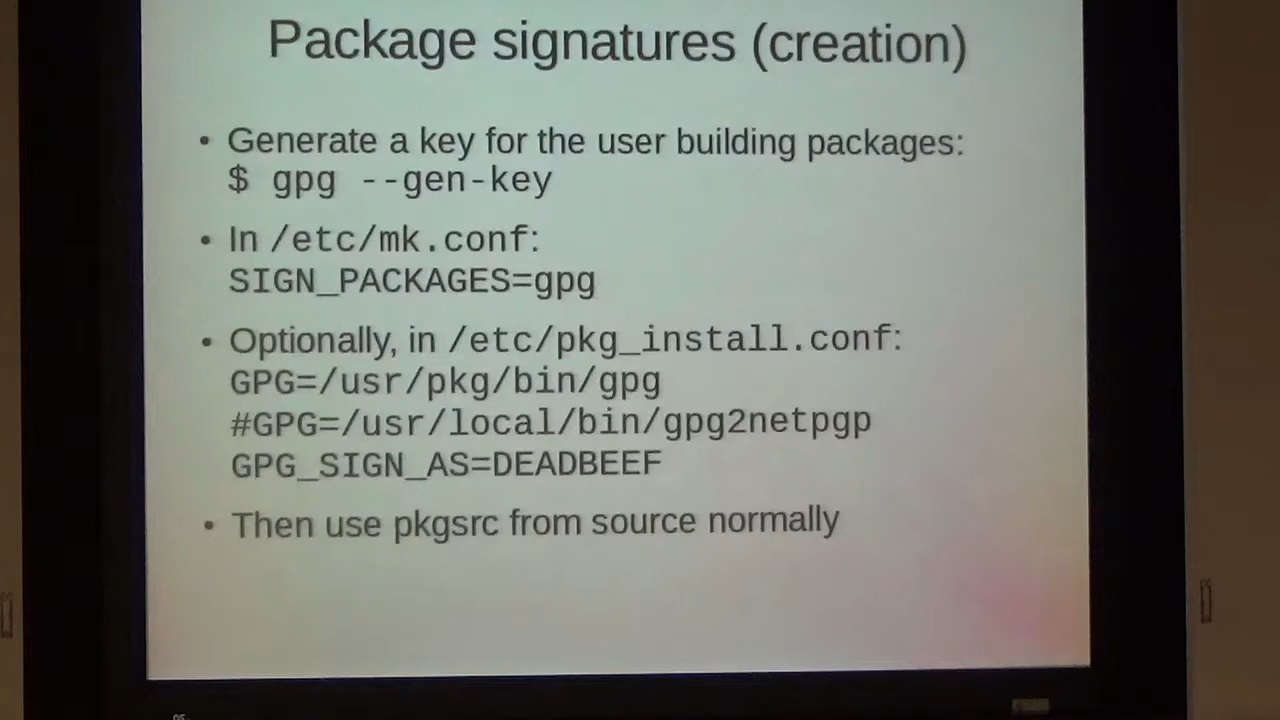 Package signatures (creation)
• Generate a key for the user building packages:
$ gpg --gen-key
• In /etc/mk.conf:
SIGN_PACKAGES=gpg
• Optionally, in /etc/pkg_install.conf:
GPG=/usr/pkg/bin/gpg
#GPG=/usr/local/bin/gpg2netpgp
GPG_SIGN_AS=DEADBEEF
• Then use pkgsrc from source normally